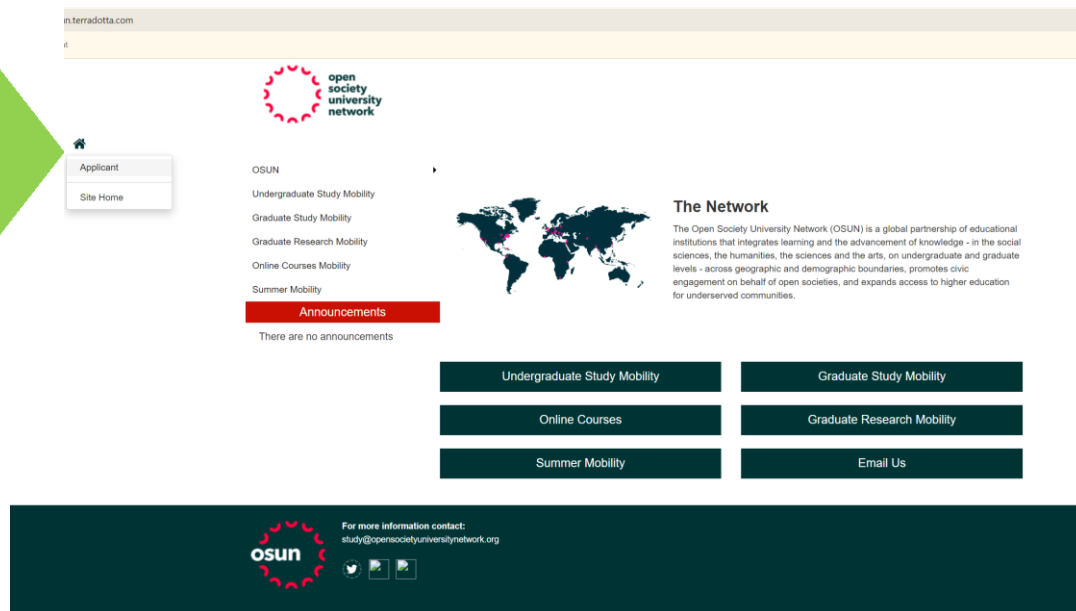 n.terradotta.com
open
society
university
network
Applicant
Site Home
OSUN
Undergraduate Study Mobility
Graduate Study Mobility
Graduate Research Mobility
Online Courses Mobility
Summer Mobility
Announcements
There are no announcements
The Network
The Open Society University Network (OSUN) is a global partnership of educational
institutions that integrates learning and the advancement of knowledge - in the social
sciences, the humanities, the sciences and the arts, on undergraduate and graduate
levels - across geographic and demographic boundaries, promotes civic
engagement on behalf of open societies, and expands access to higher education
for underserved communities.
Undergraduate Study Mobility
Graduate Study Mobility
Online Courses
Graduate Research Mobility
Summer Mobility
Email Us
osun
For more information contact:
study@opensocietyuniversitynetwork.org